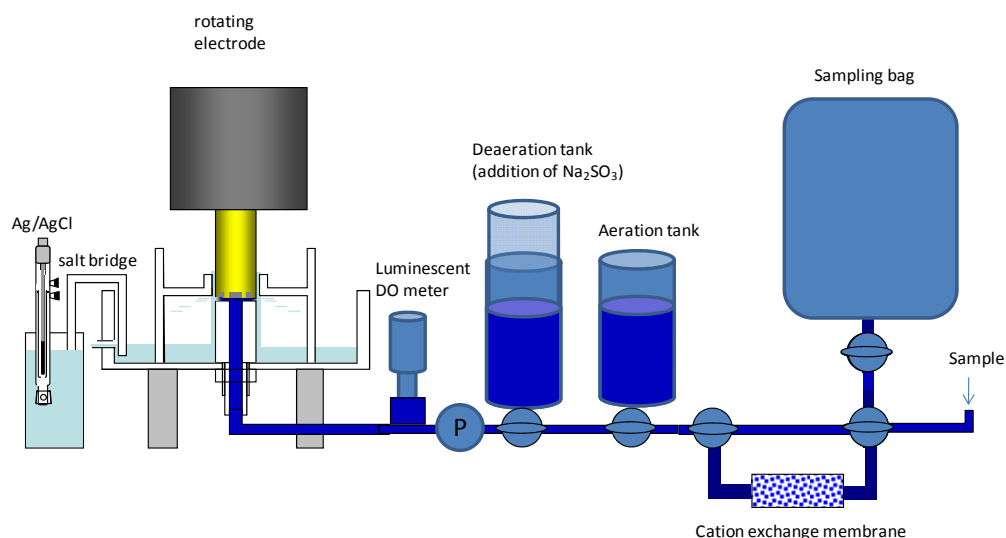 rotating
electrode
Sampling bag
Deaeration tank
(addition of Na₂SO₃)
Ag/AgCl
salt bridge
Aeration tank
Luminescent
DO meter
Sample
P
Cation exchange membrane